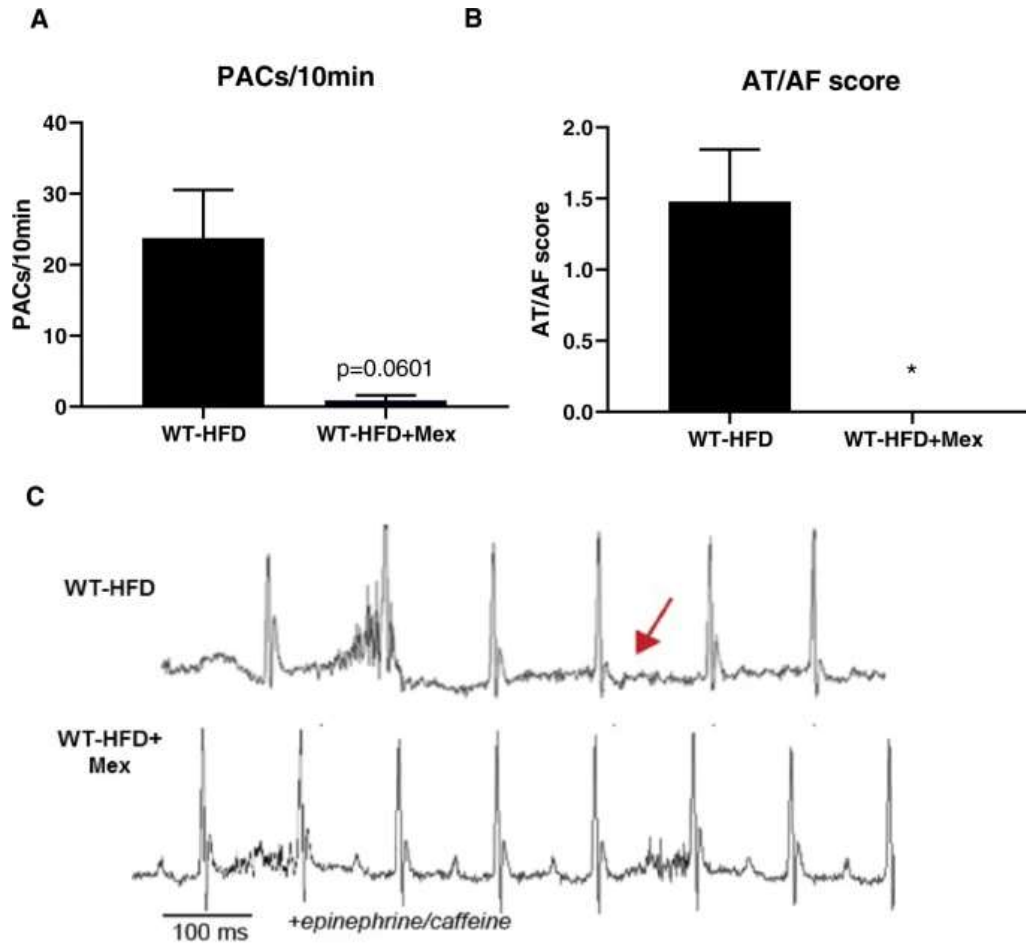 A
PACs/10min
PACs/10min
40
30
20
10
0
p=0.0601
WT-HFD
WT-HFD+Mex
B
AT/AF score
AT/AF score
2.0
1.5
1.0
0.5
0.0
*
WT-HFD
WT-HFD+Mex
C
WT-HFD
WT-HFD+
Mex
100 ms
+epinephrine/caffeine